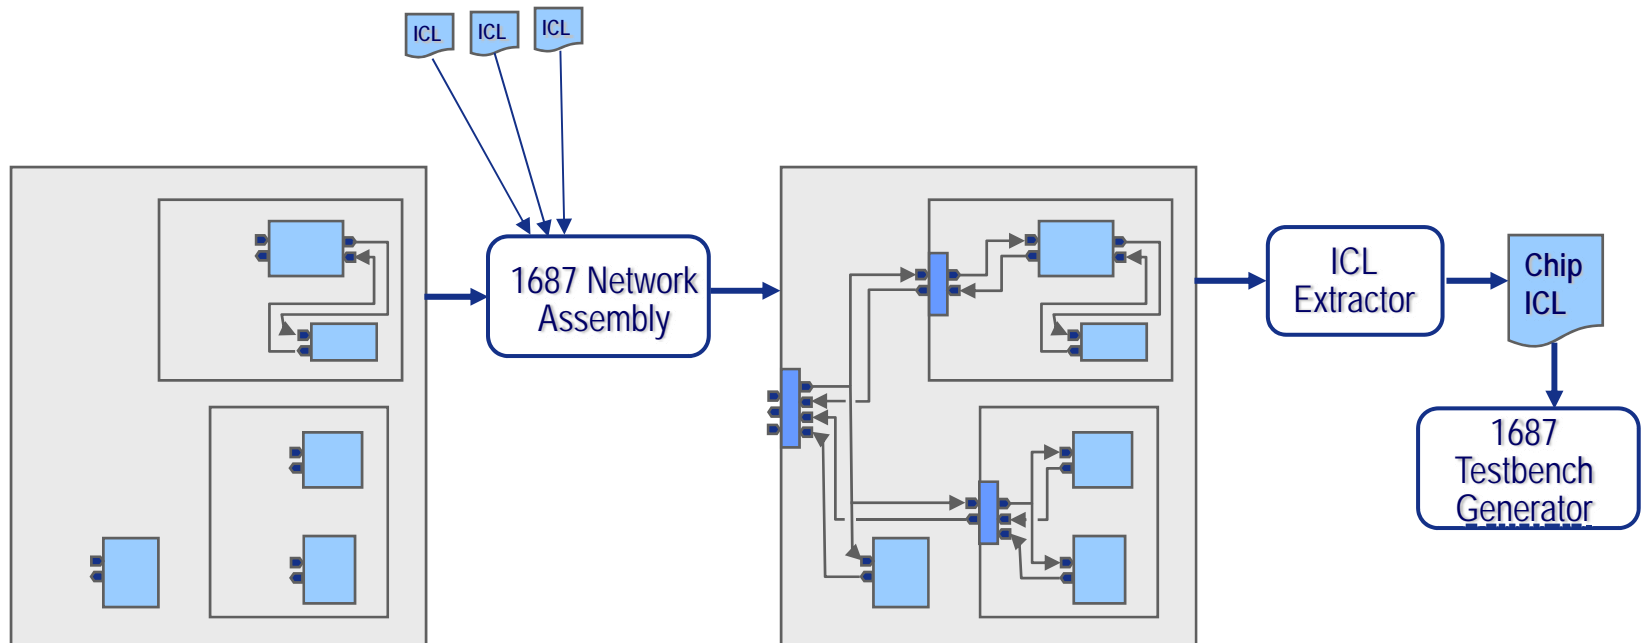 ICL
ICL
ICL
1687 Network
Assembly
ICL
Extractor
Chip
ICL
1687
Testbench
Generator